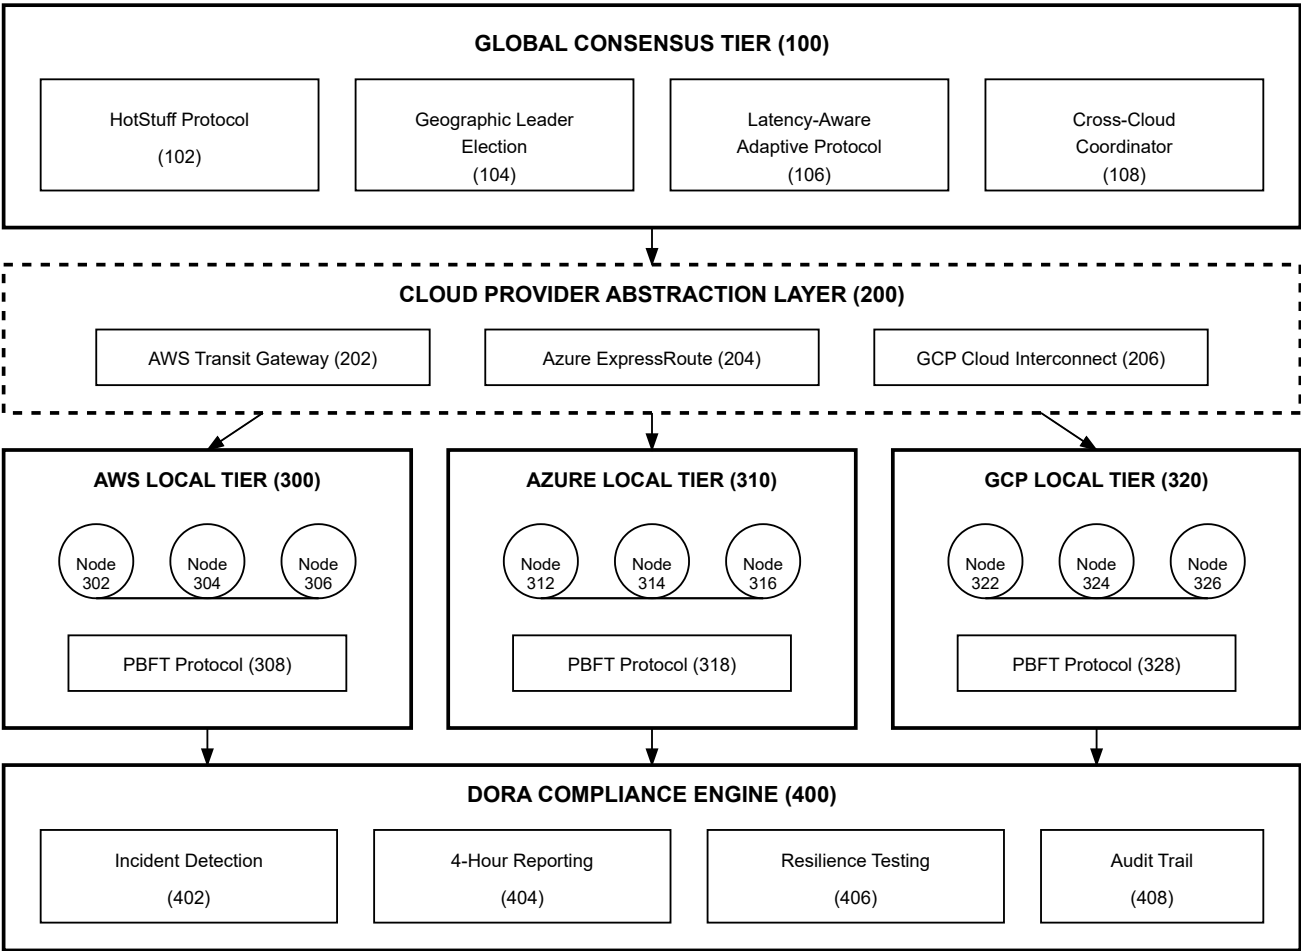 GLOBAL CONSENSUS TIER (100)
HotStuff Protocol
(102)
Geographic Leader
Election
(104)
Latency-Aware
Adaptive Protocol
(106)
Cross-Cloud
Coordinator
(108)
CLOUD PROVIDER ABSTRACTION LAYER (200)
AWS Transit Gateway (202)
Azure ExpressRoute (204)
GCP Cloud Interconnect (206)
AWS LOCAL TIER (300)
Node
302
Node
304
Node
306
PBFT Protocol (308)
AZURE LOCAL TIER (310)
Node
312
Node
314
Node
316
PBFT Protocol (318)
GCP LOCAL TIER (320)
Node
322
Node
324
Node
326
PBFT Protocol (328)
DORA COMPLIANCE ENGINE (400)
Incident Detection
(402)
4-Hour Reporting
(404)
Resilience Testing
(406)
Audit Trail
(408)